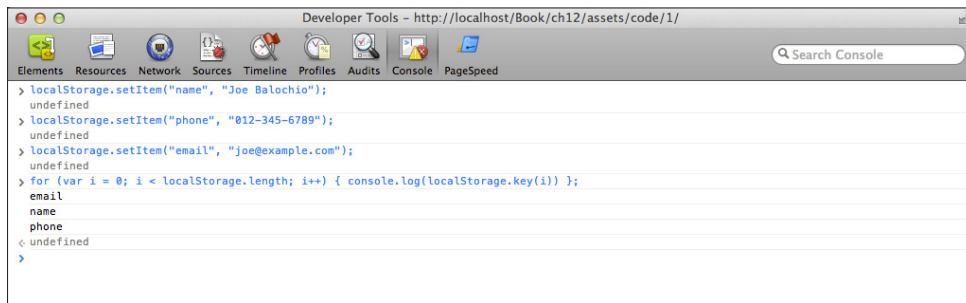 Developer Tools – http://localhost/Book/ch12/assets/code/1/
Elements Resources Network Sources Timeline Profiles Audits Console PageSpeed
Search Console
> localStorage.setItem("name", "Joe Balochio");
undefined
> localStorage.setItem("phone", "012-345-6789");
undefined
> localStorage.setItem("email", "joe@example.com");
undefined
> for (var i = 0; i < localStorage.length; i++) { console.log(localStorage.key(i)) };
email
name
phone
undefined
>